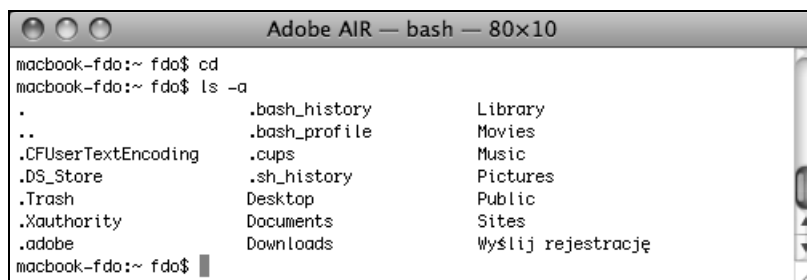 Adobe AIR — bash — 80×10
macbook-fdo:~ fdo$ cd
macbook-fdo:~ fdo$ ls -a
. .bash_history Library
.. .bash_profile Movies
.CFUserTextEncoding .cups Music
.DS_Store .sh_history Pictures
.Trash Desktop Public
.Xauthority Documents Sites
.adobe Downloads Wyślij rejestrację
macbook-fdo:~ fdo$